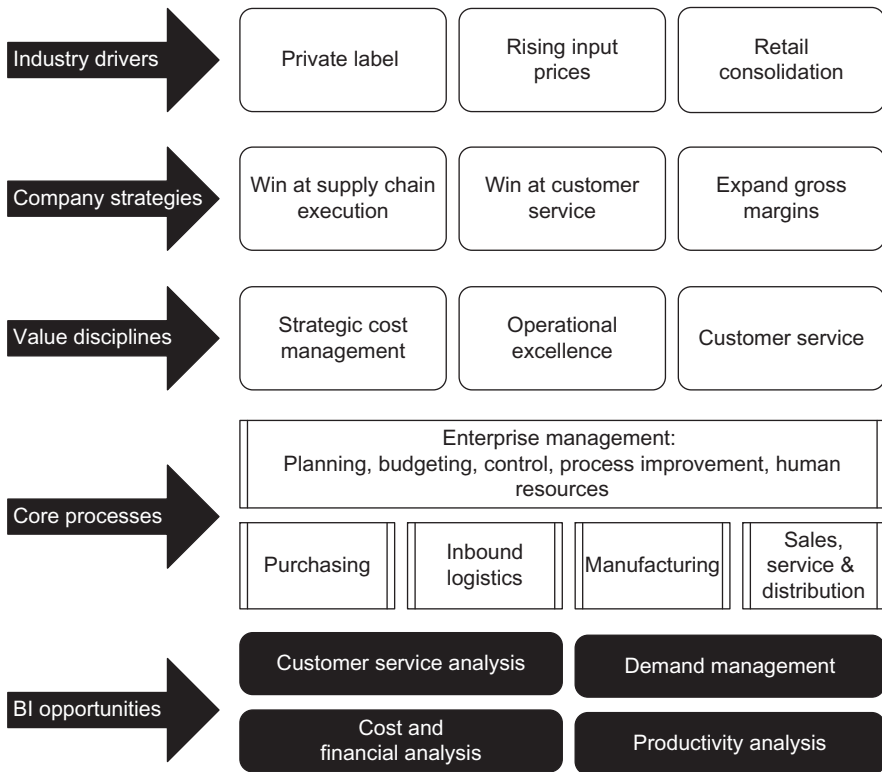 Industry drivers
Private label
Rising input
prices
Retail
consolidation
Company strategies
Win at supply chain
execution
Win at customer
service
Expand gross
margins
Value disciplines
Strategic cost
management
Operational
excellence
Customer service
Core processes
Enterprise management:
Planning, budgeting, control, process improvement, human
resources
Purchasing
Inbound
logistics
Manufacturing
Sales,
service &
distribution
BI opportunities
Customer service analysis
Demand management
Cost and
financial analysis
Productivity analysis